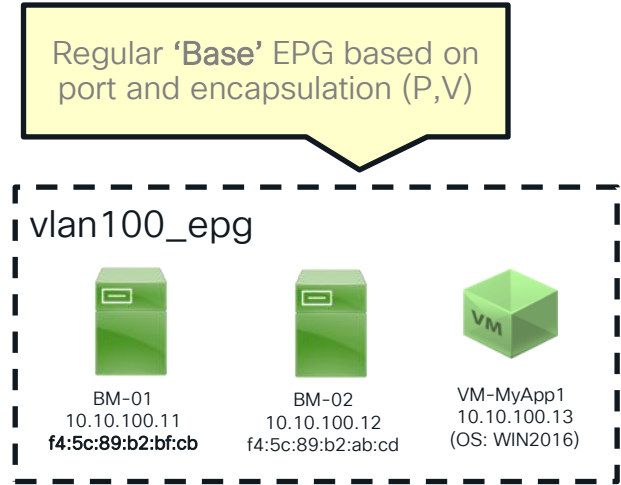 Regular ‘Base’ EPG based on
port and encapsulation (P,V)
vlan100_epg
VM
BM-01
10.10.100.11
f4:5c:89:b2:bf:cb
BM-02
10.10.100.12
f4:5c:89:b2:ab:cd
VM-MyApp1
10.10.100.13
(OS: WIN2016)